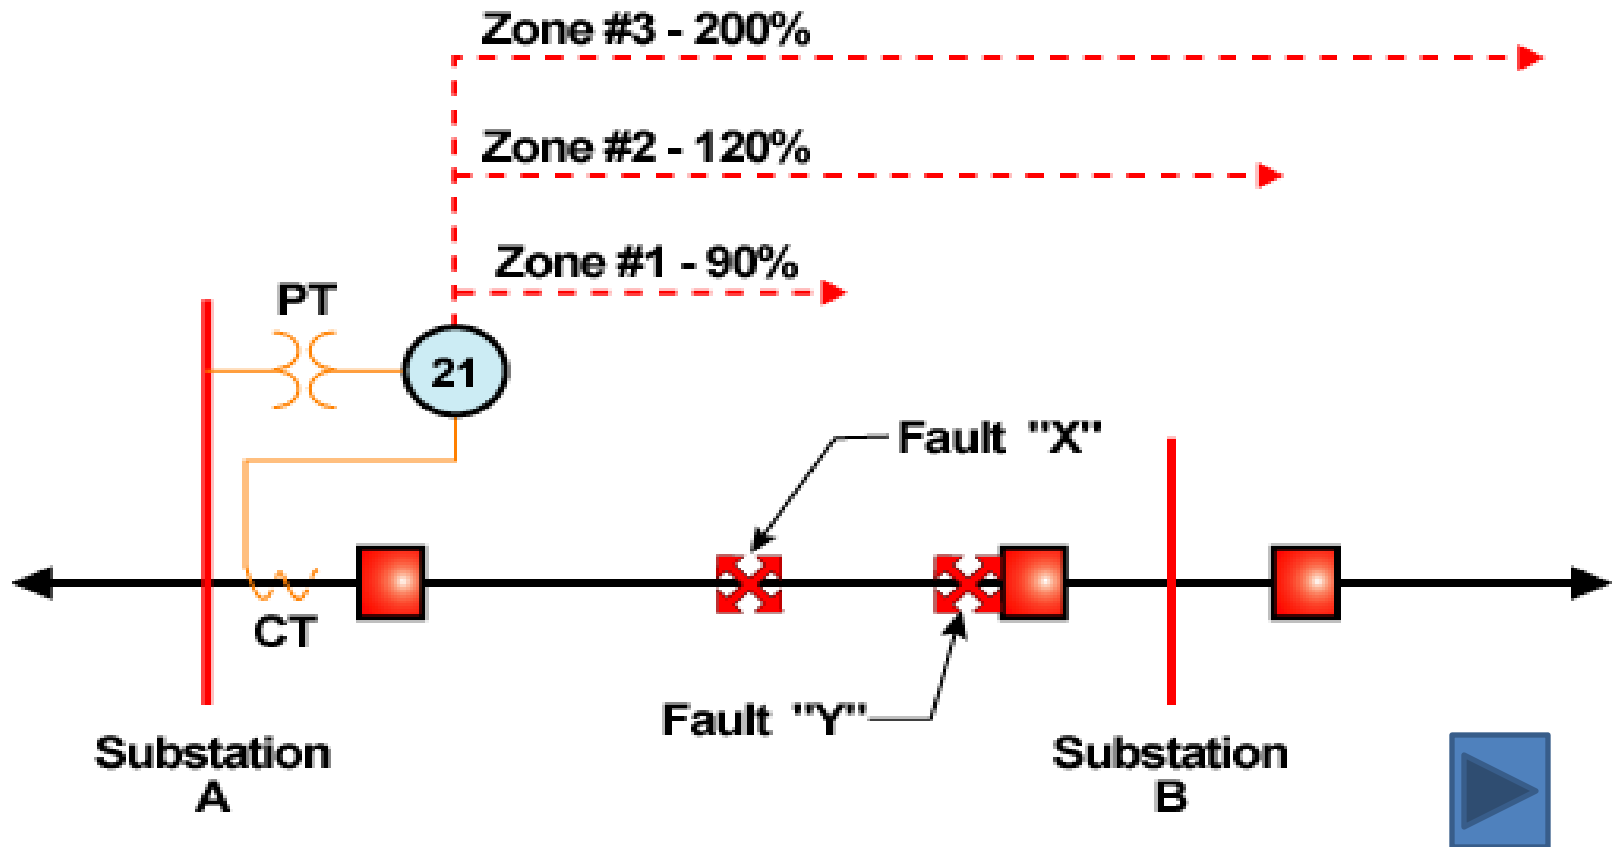 Zone #3 - 200%
Zone #2 - 120%
Zone #1 - 90%
PT
21
Fault "X"
CT
Fault "Y"
Substation
A
Substation
B